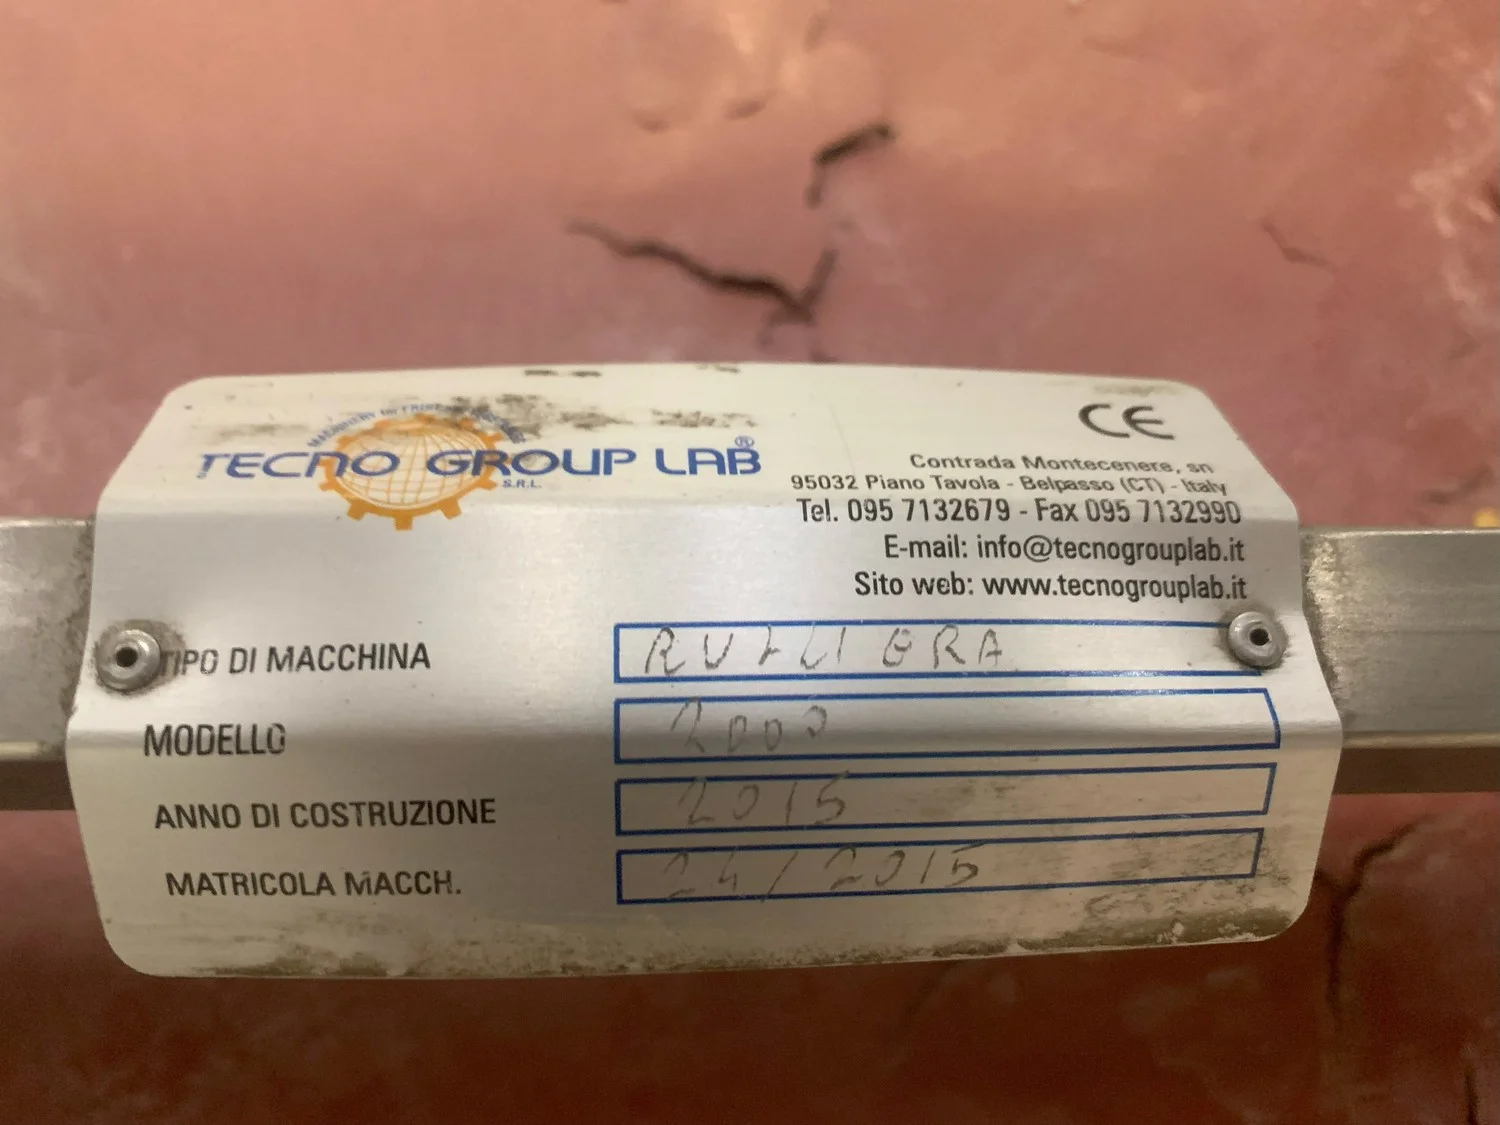 TECNO GROUP LAB®
S.R.L.
CE
Contrada Montecenere, sn
95032 Piano Tavola - Belpasso (CT) - Italy
Tel. 095 7132679 - Fax 095 7132990
E-mail: info@tecnogrouplab.it
Sito web: www.tecnogrouplab.it
TIPO DI MACCHINA
MODELLO 2000
ANNO DI COSTRUZIONE 2015
MATRICOLA MACCH. 24/2015